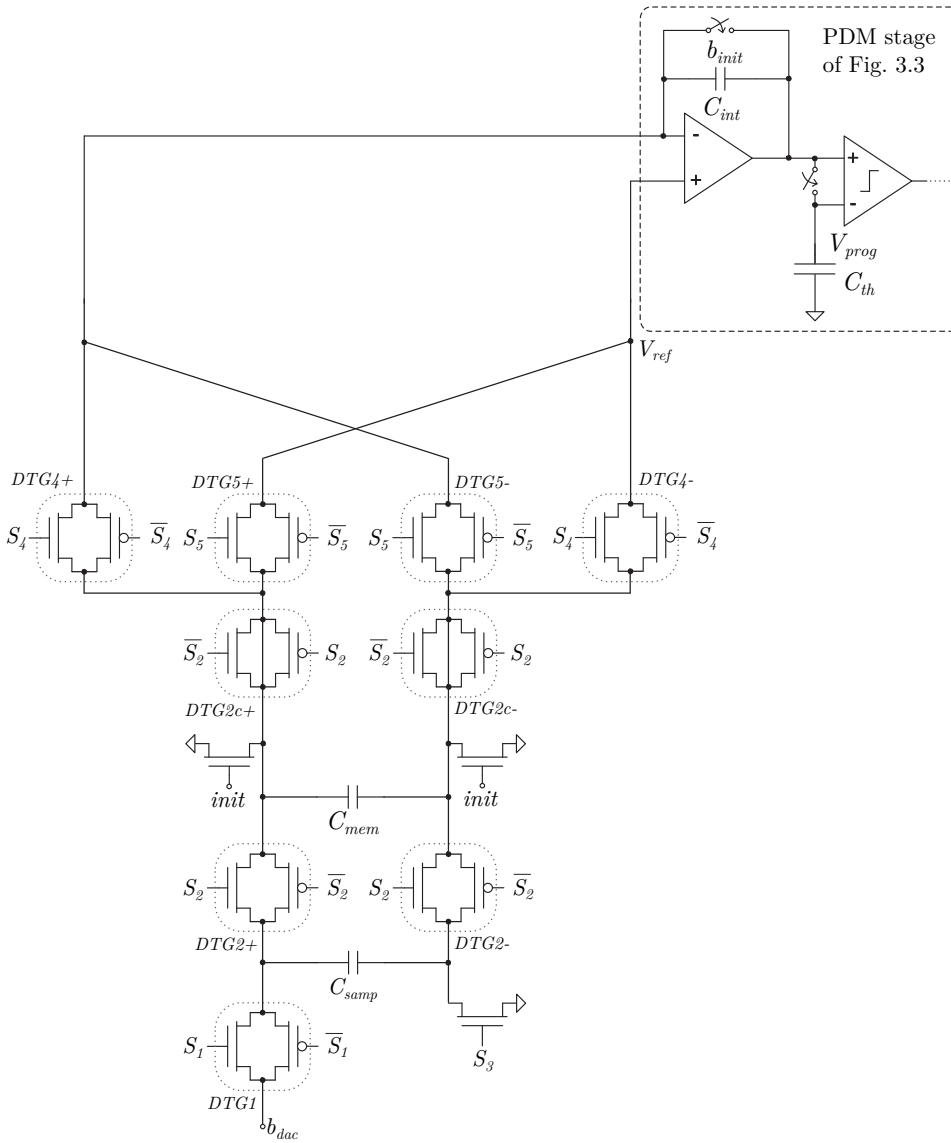 PDM stage
of Fig. 3.3
b_init
C_int
-
+
+
-
V_prog
C_th
V_ref
DTG4+
DTG5+
DTG5-
DTG4-
S_4
S̅_4
S_5
S̅_5
S_5
S̅_5
S_4
S̅_4
S̅_2
S_2
S̅_2
S_2
DTG2c+
DTG2c-
init
init
C_mem
S_2
S̅_2
S_2
S̅_2
DTG2+
DTG2-
C_samp
S_1
S̅_1
S_3
DTG1
b_dac